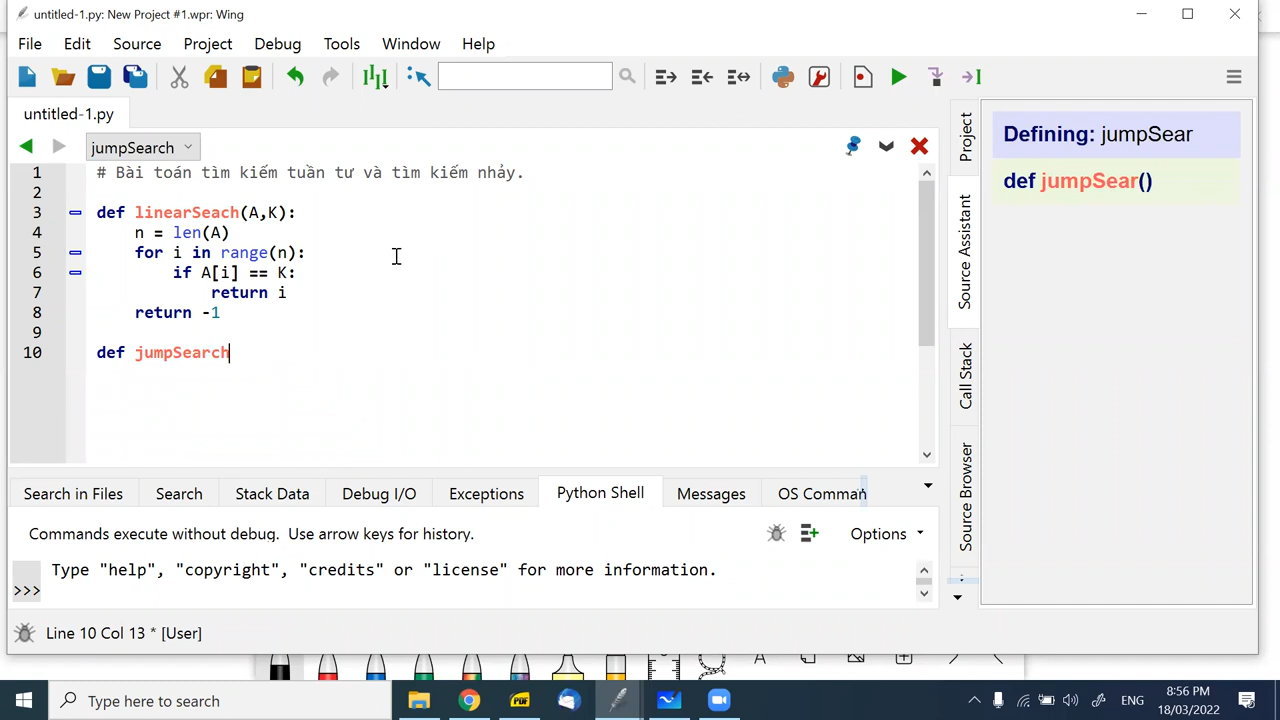 untitled-1.py: New Project #1.wpr: Wing
File Edit Source Project Debug Tools Window Help
untitled-1.py
jumpSearch
1 # Bài toán tìm kiếm tuần tư và tìm kiếm nhảy.
2
3 def linearSeach(A,K):
4 n = len(A)
5 for i in range(n):
6 if A[i] == K:
7 return i
8 return -1
9
10 def jumpSearch
Project
Source Assistant
Call Stack
Source Browser
Defining: jumpSear
def jumpSear()
Search in Files Search Stack Data Debug I/O Exceptions Python Shell Messages OS Comman
Commands execute without debug. Use arrow keys for history.
Options
Type "help", "copyright", "credits" or "license" for more information.
>>>
Line 10 Col 13 * [User]
Type here to search
PDF
ENG
8:56 PM
18/03/2022